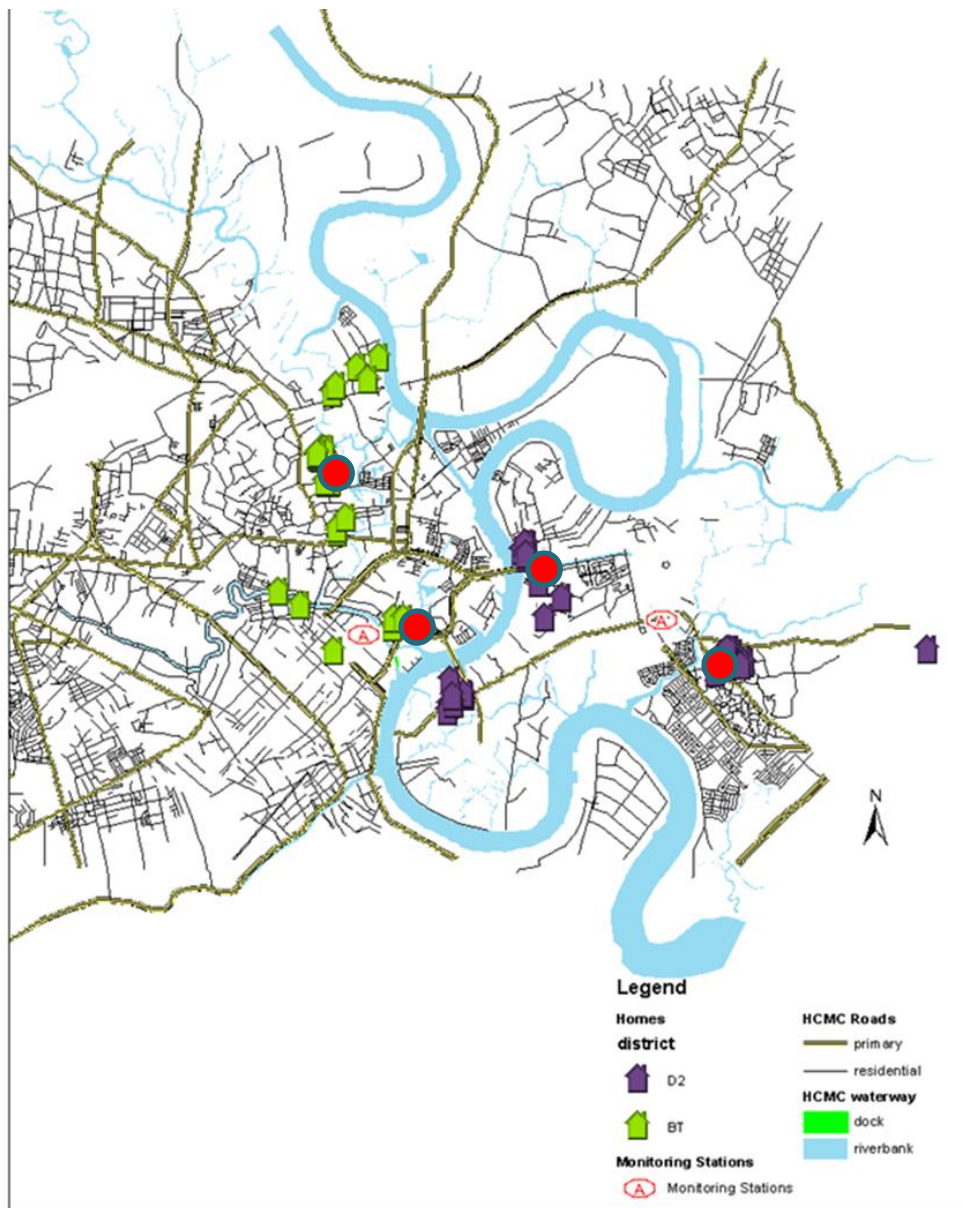 A
A
N
Legend
Homes
district
D2
BT
Monitoring Stations
A Monitoring Stations
HCMC Roads
primary
residential
HCMC waterway
dock
riverbank